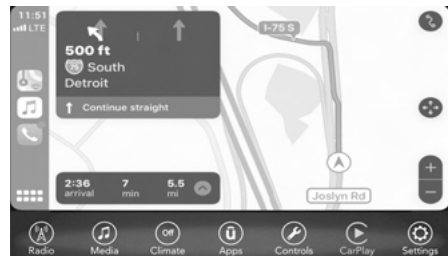 11:51
LTE
500 ft
75 South
Detroit
Continue straight
2:36 7 5.5
arrival min mi
I-75 S
Joslyn Rd
Radio Media Climate Apps Controls CarPlay Settings
Off
ū